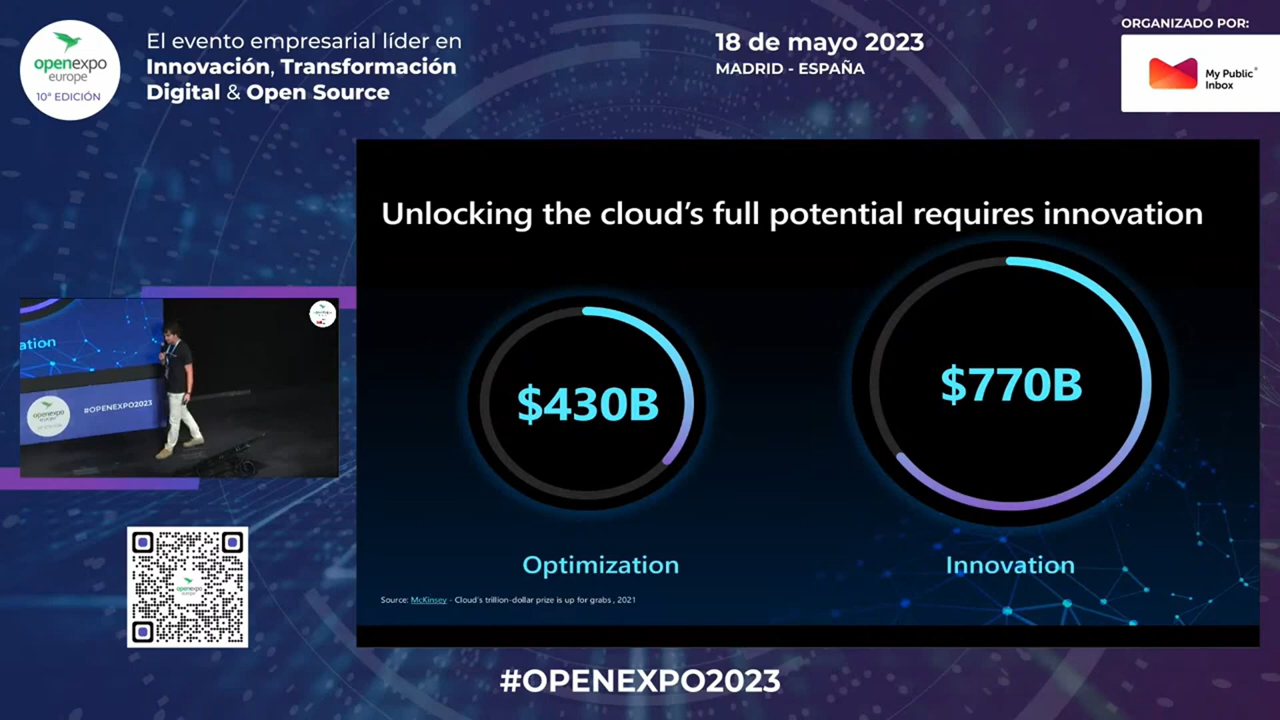 openexpo
europe
10ª EDICIÓN
El evento empresarial líder en
Innovación, Transformación
Digital & Open Source
18 de mayo 2023
MADRID - ESPAÑA
ORGANIZADO POR:
My Public
Inbox
Unlocking the cloud's full potential requires innovation
$430B
$770B
Optimization
Innovation
Source: McKinsey – Cloud's trillion-dollar prize is up for grabs , 2021
ation
#OPENEXPO2023
openexpo
europe
#OPENEXPO2023